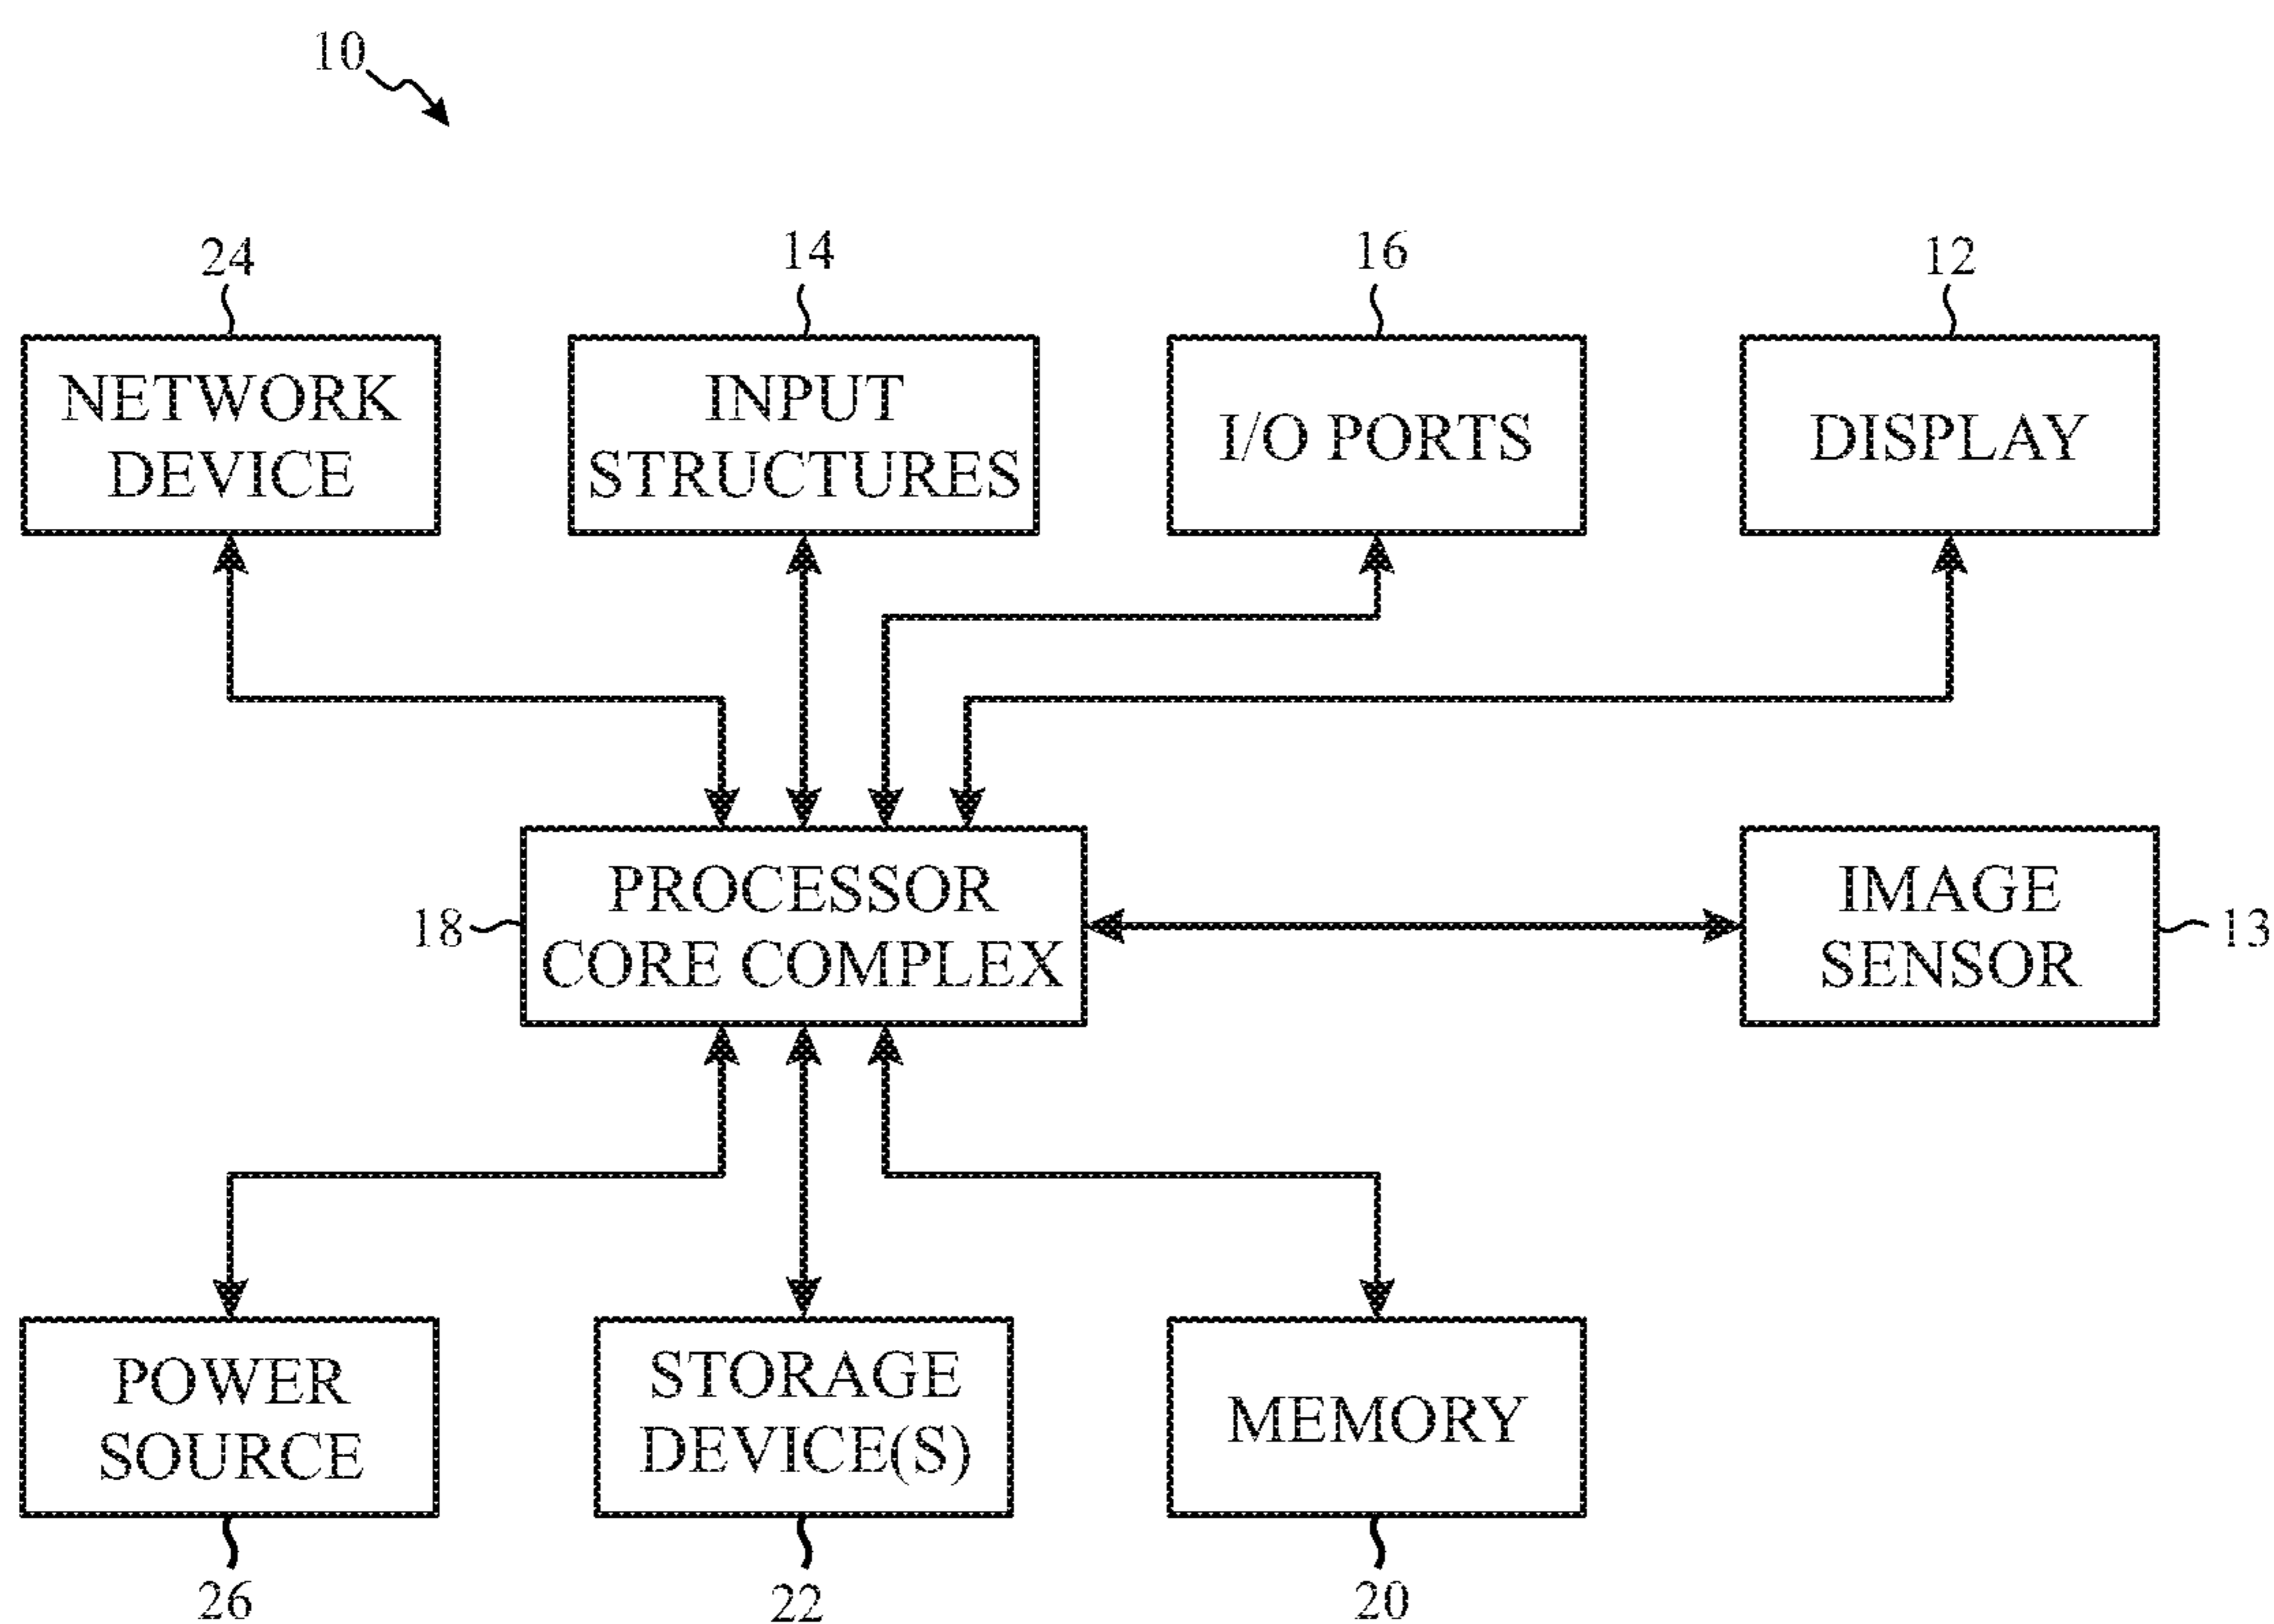 10
24
14
16
12
NETWORK
DEVICE
INPUT
STRUCTURES
I/O PORTS
DISPLAY
18
PROCESSOR
CORE COMPLEX
IMAGE
SENSOR
13
POWER
SOURCE
STORAGE
DEVICE(S)
MEMORY
26
22
20